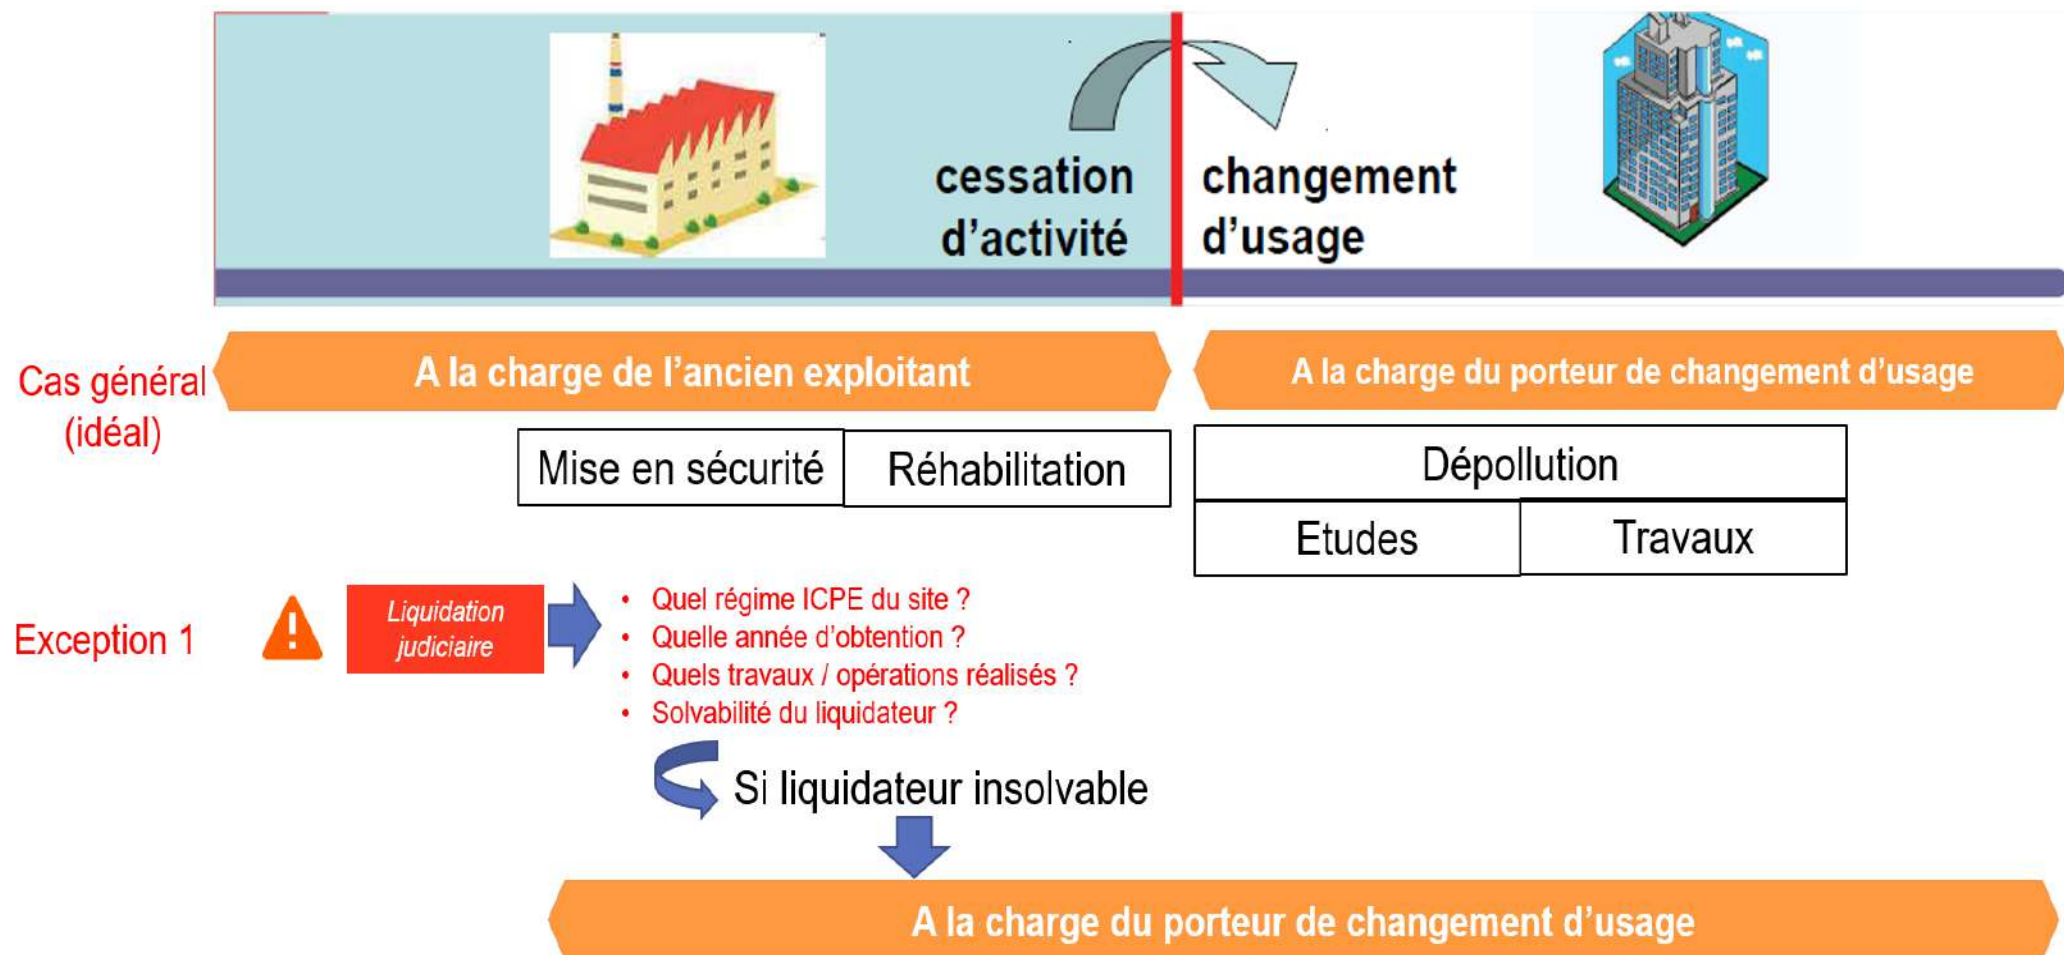 cessation
d'activité
changement
d'usage
Cas général
(idéal)
A la charge de l'ancien exploitant
A la charge du porteur de changement d'usage
Mise en sécurité
Réhabilitation
Dépollution
Etudes
Travaux
Exception 1
Liquidation
judiciaire
• Quel régime ICPE du site ?
• Quelle année d'obtention ?
• Quels travaux / opérations réalisés ?
• Solvabilité du liquidateur ?
Si liquidateur insolvable
A la charge du porteur de changement d'usage